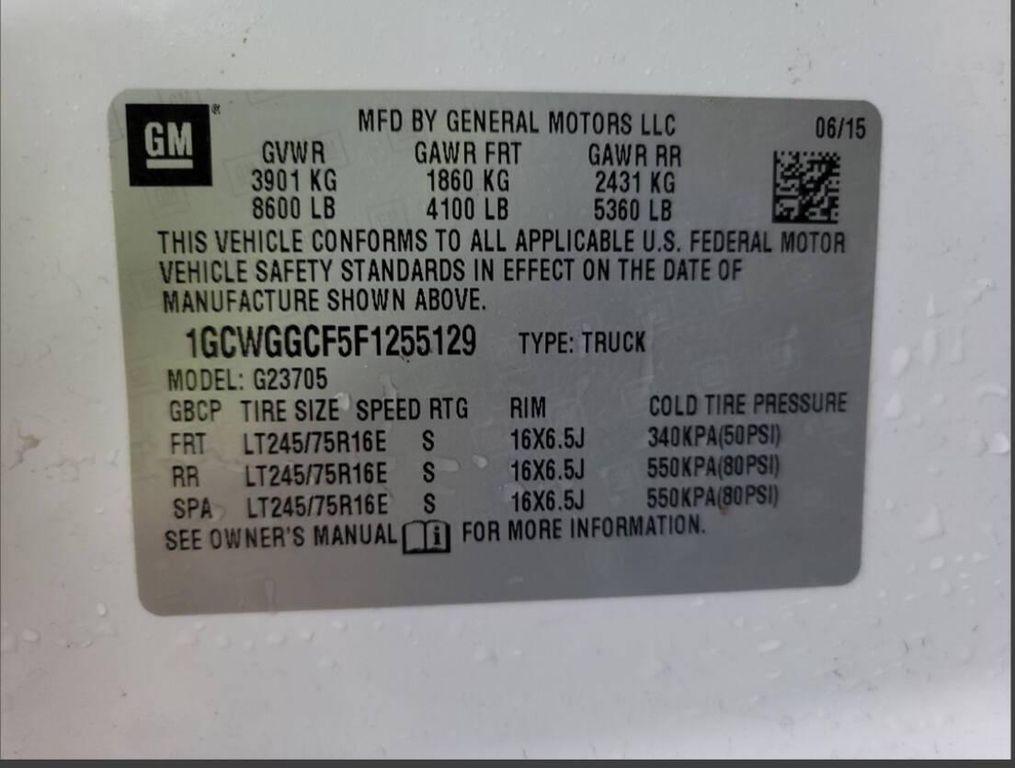 GM ®
MFD BY GENERAL MOTORS LLC 06/15
GVWR GAWR FRT GAWR RR
3901 KG 1860 KG 2431 KG
8600 LB 4100 LB 5360 LB
THIS VEHICLE CONFORMS TO ALL APPLICABLE U.S. FEDERAL MOTOR
VEHICLE SAFETY STANDARDS IN EFFECT ON THE DATE OF
MANUFACTURE SHOWN ABOVE.
1GCWGGCF5F1255129 TYPE: TRUCK
MODEL: G23705
GBCP TIRE SIZE SPEED RTG RIM COLD TIRE PRESSURE
FRT LT245/75R16E S 16X6.5J 340KPA(50PSI)
RR LT245/75R16E S 16X6.5J 550KPA(80PSI)
SPA LT245/75R16E S 16X6.5J 550KPA(80PSI)
SEE OWNER'S MANUAL i FOR MORE INFORMATION.